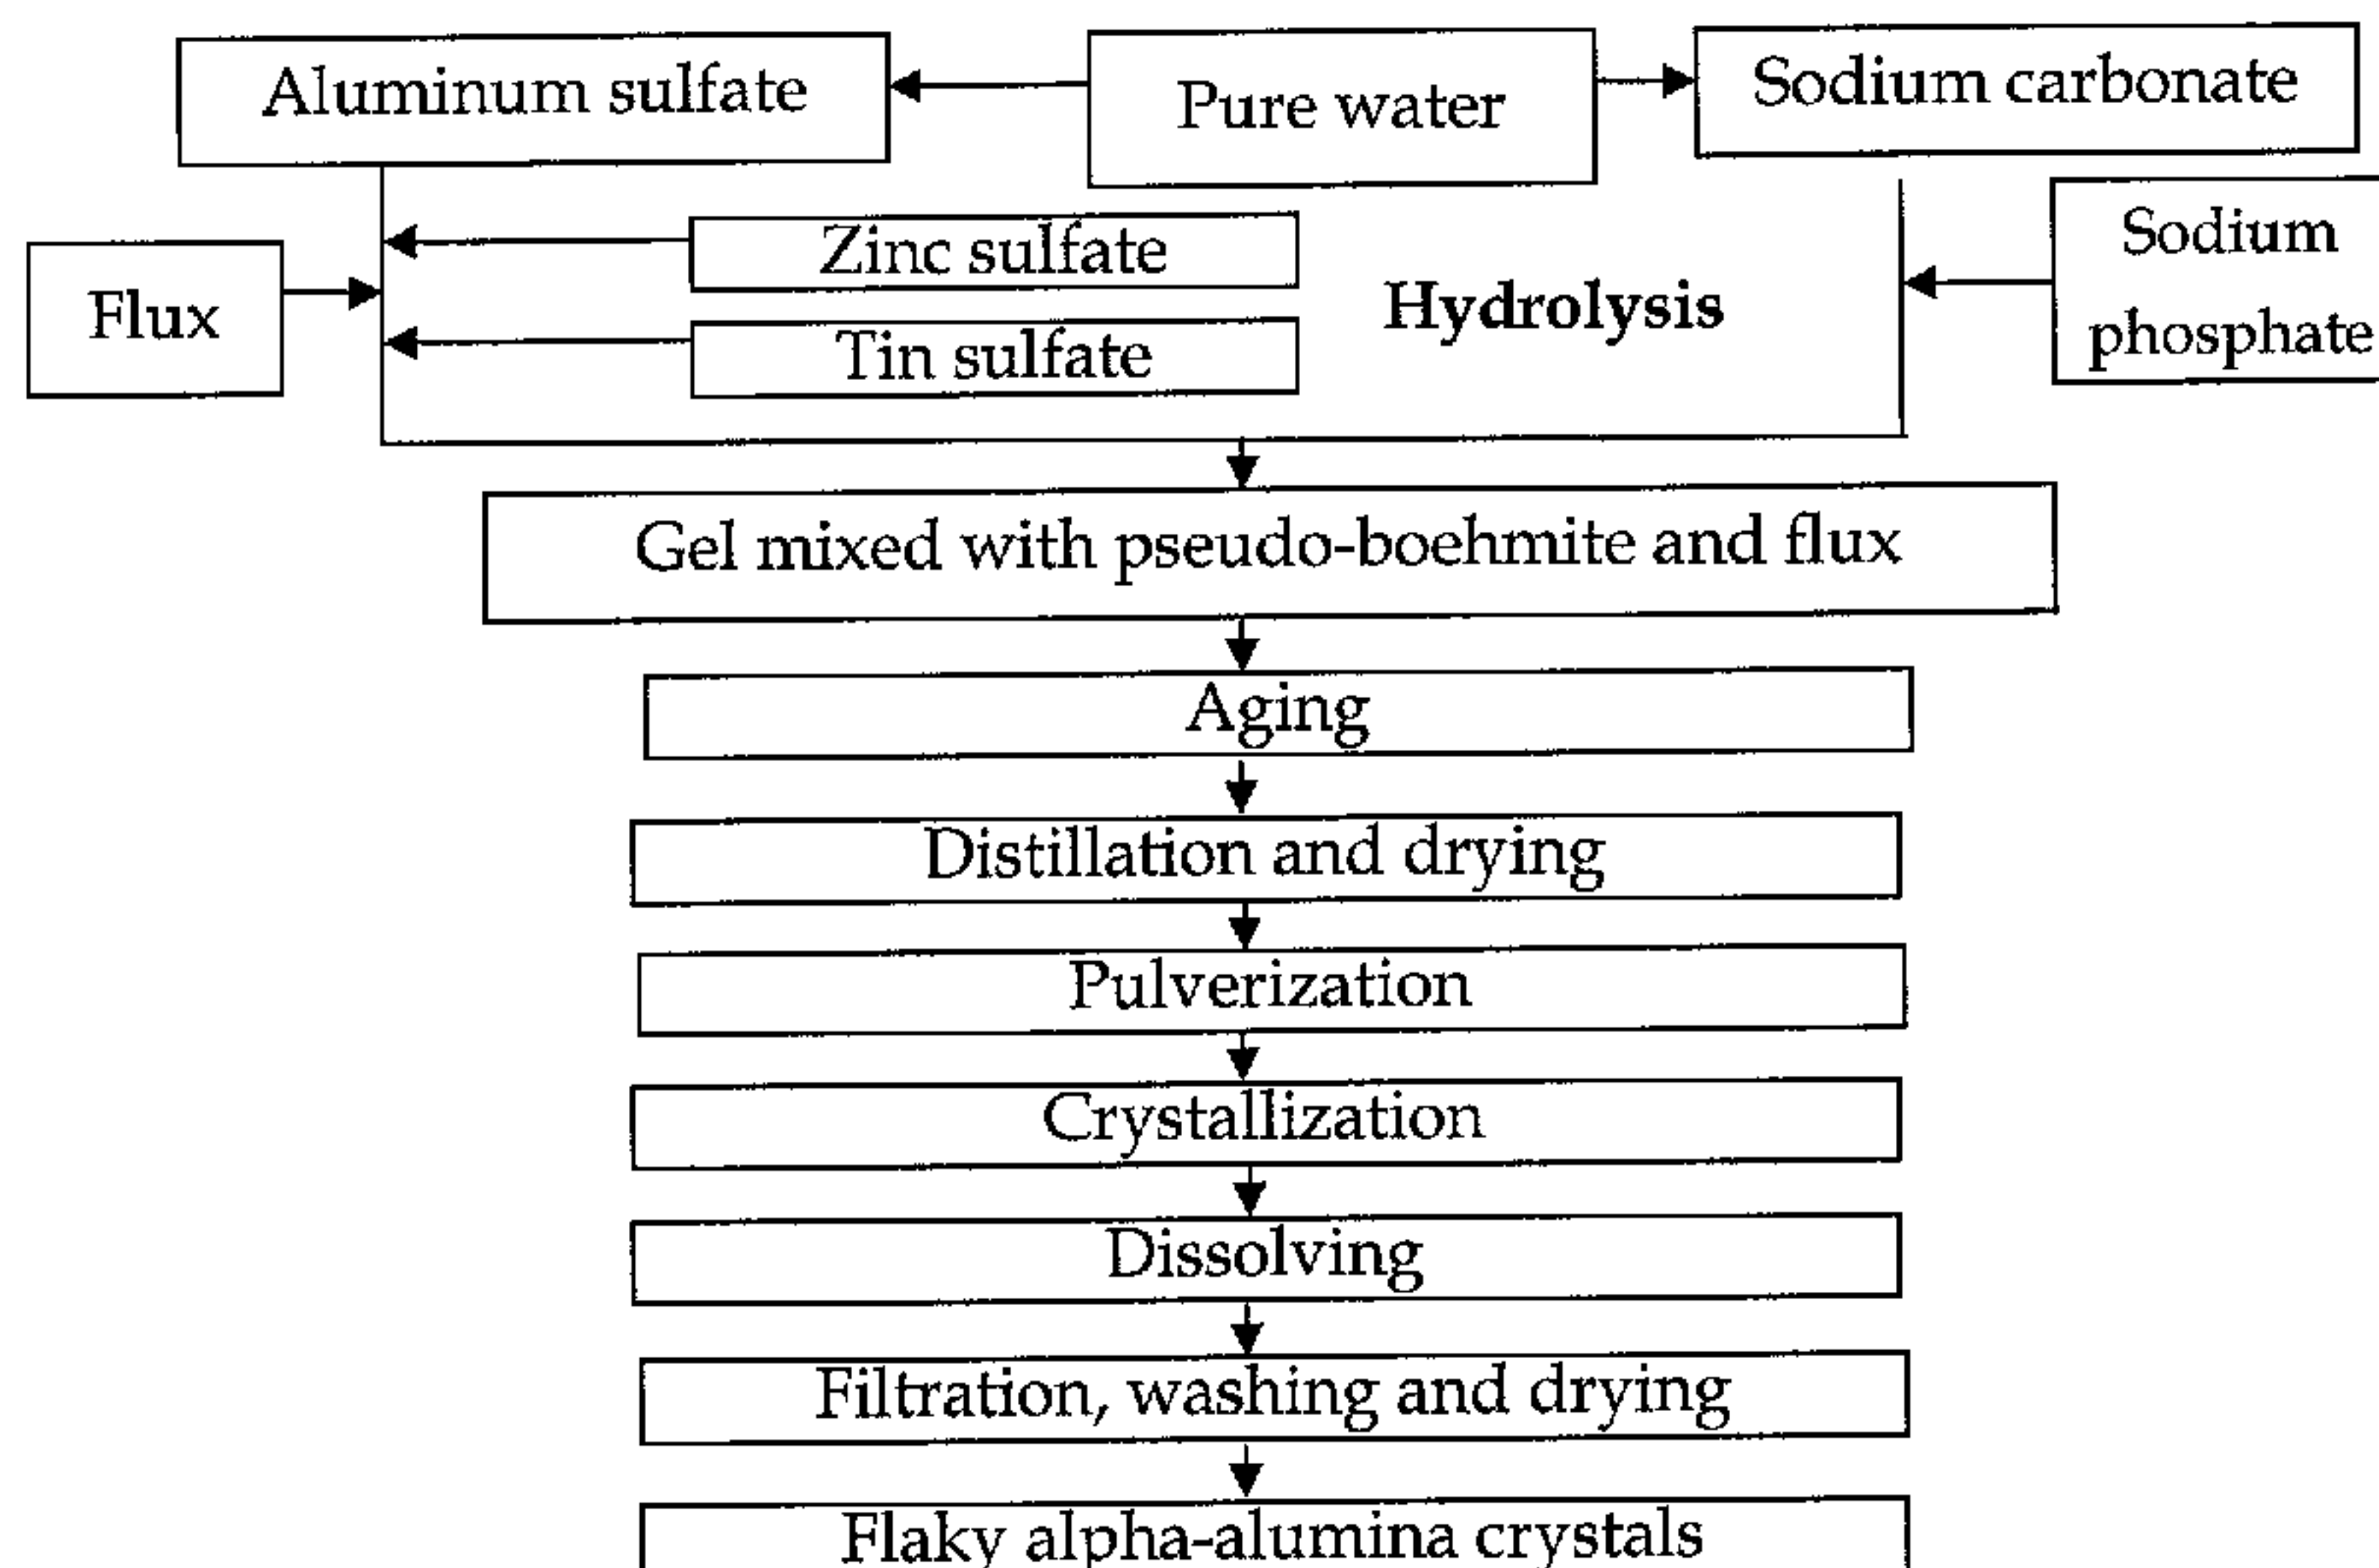 Aluminum sulfate
Pure water
Sodium carbonate
Zinc sulfate
Sodium
phosphate
Flux
Hydrolysis
Tin sulfate
Gel mixed with pseudo-boehmite and flux
Aging
Distillation and drying
Pulverization
Crystallization
Dissolving
Filtration, washing and drying
Flaky alpha-alumina crystals